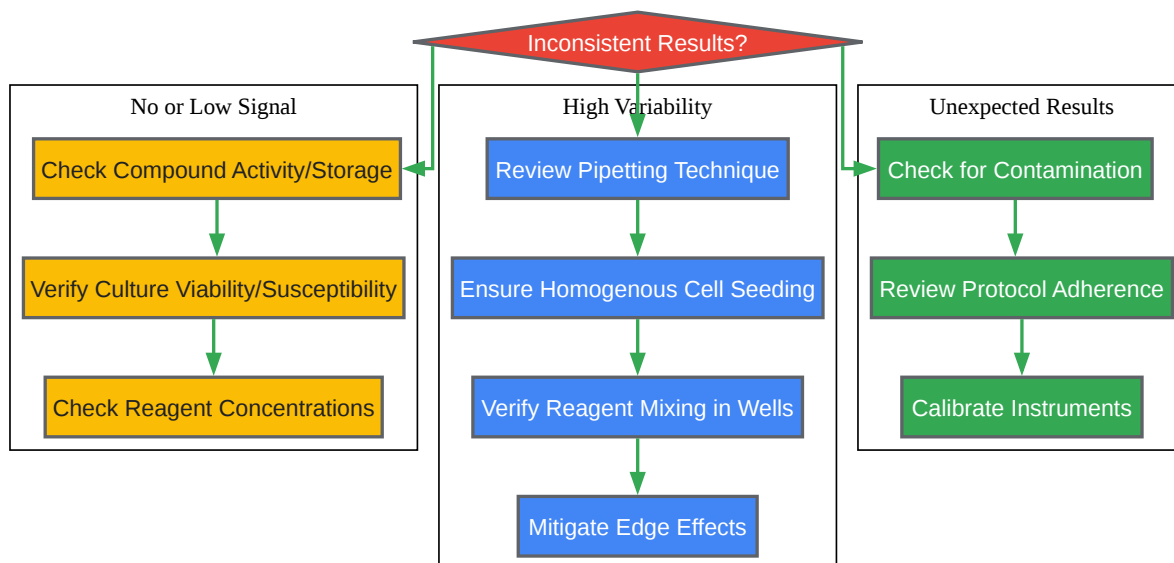 Inconsistent Results?
No or Low Signal
Check Compound Activity/Storage
Verify Culture Viability/Susceptibility
Check Reagent Concentrations
High Variability
Review Pipetting Technique
Ensure Homogenous Cell Seeding
Verify Reagent Mixing in Wells
Mitigate Edge Effects
Unexpected Results
Check for Contamination
Review Protocol Adherence
Calibrate Instruments